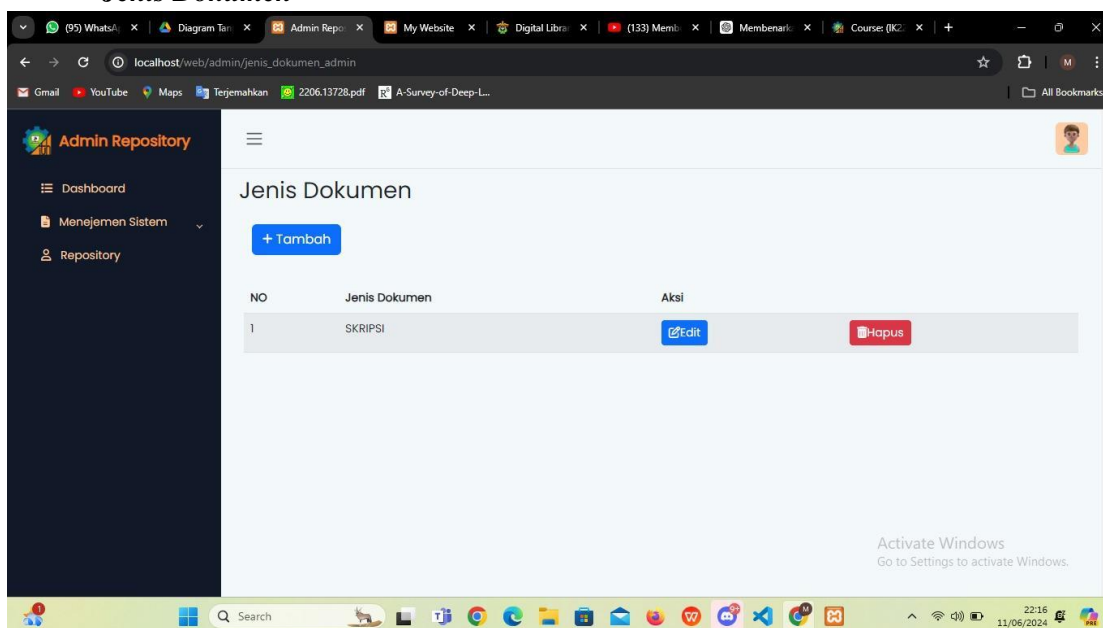 (95) WhatsA
Diagram Tan
Admin Repo
My Website
Digital Librar
(133) Memb
Membenark
Course: (IK2
localhost/web/admin/jenis_dokumen_admin
M
Gmail
YouTube
Maps
Terjemahkan
2206.13728.pdf
A-Survey-of-Deep-L...
All Bookmarks
Admin Repository
Dashboard
Menejemen Sistem
Repository
Jenis Dokumen
+ Tambah
NO Jenis Dokumen Aksi
1 SKRIPSI Edit Hapus
Activate Windows
Go to Settings to activate Windows.
Search
22:16
11/06/2024